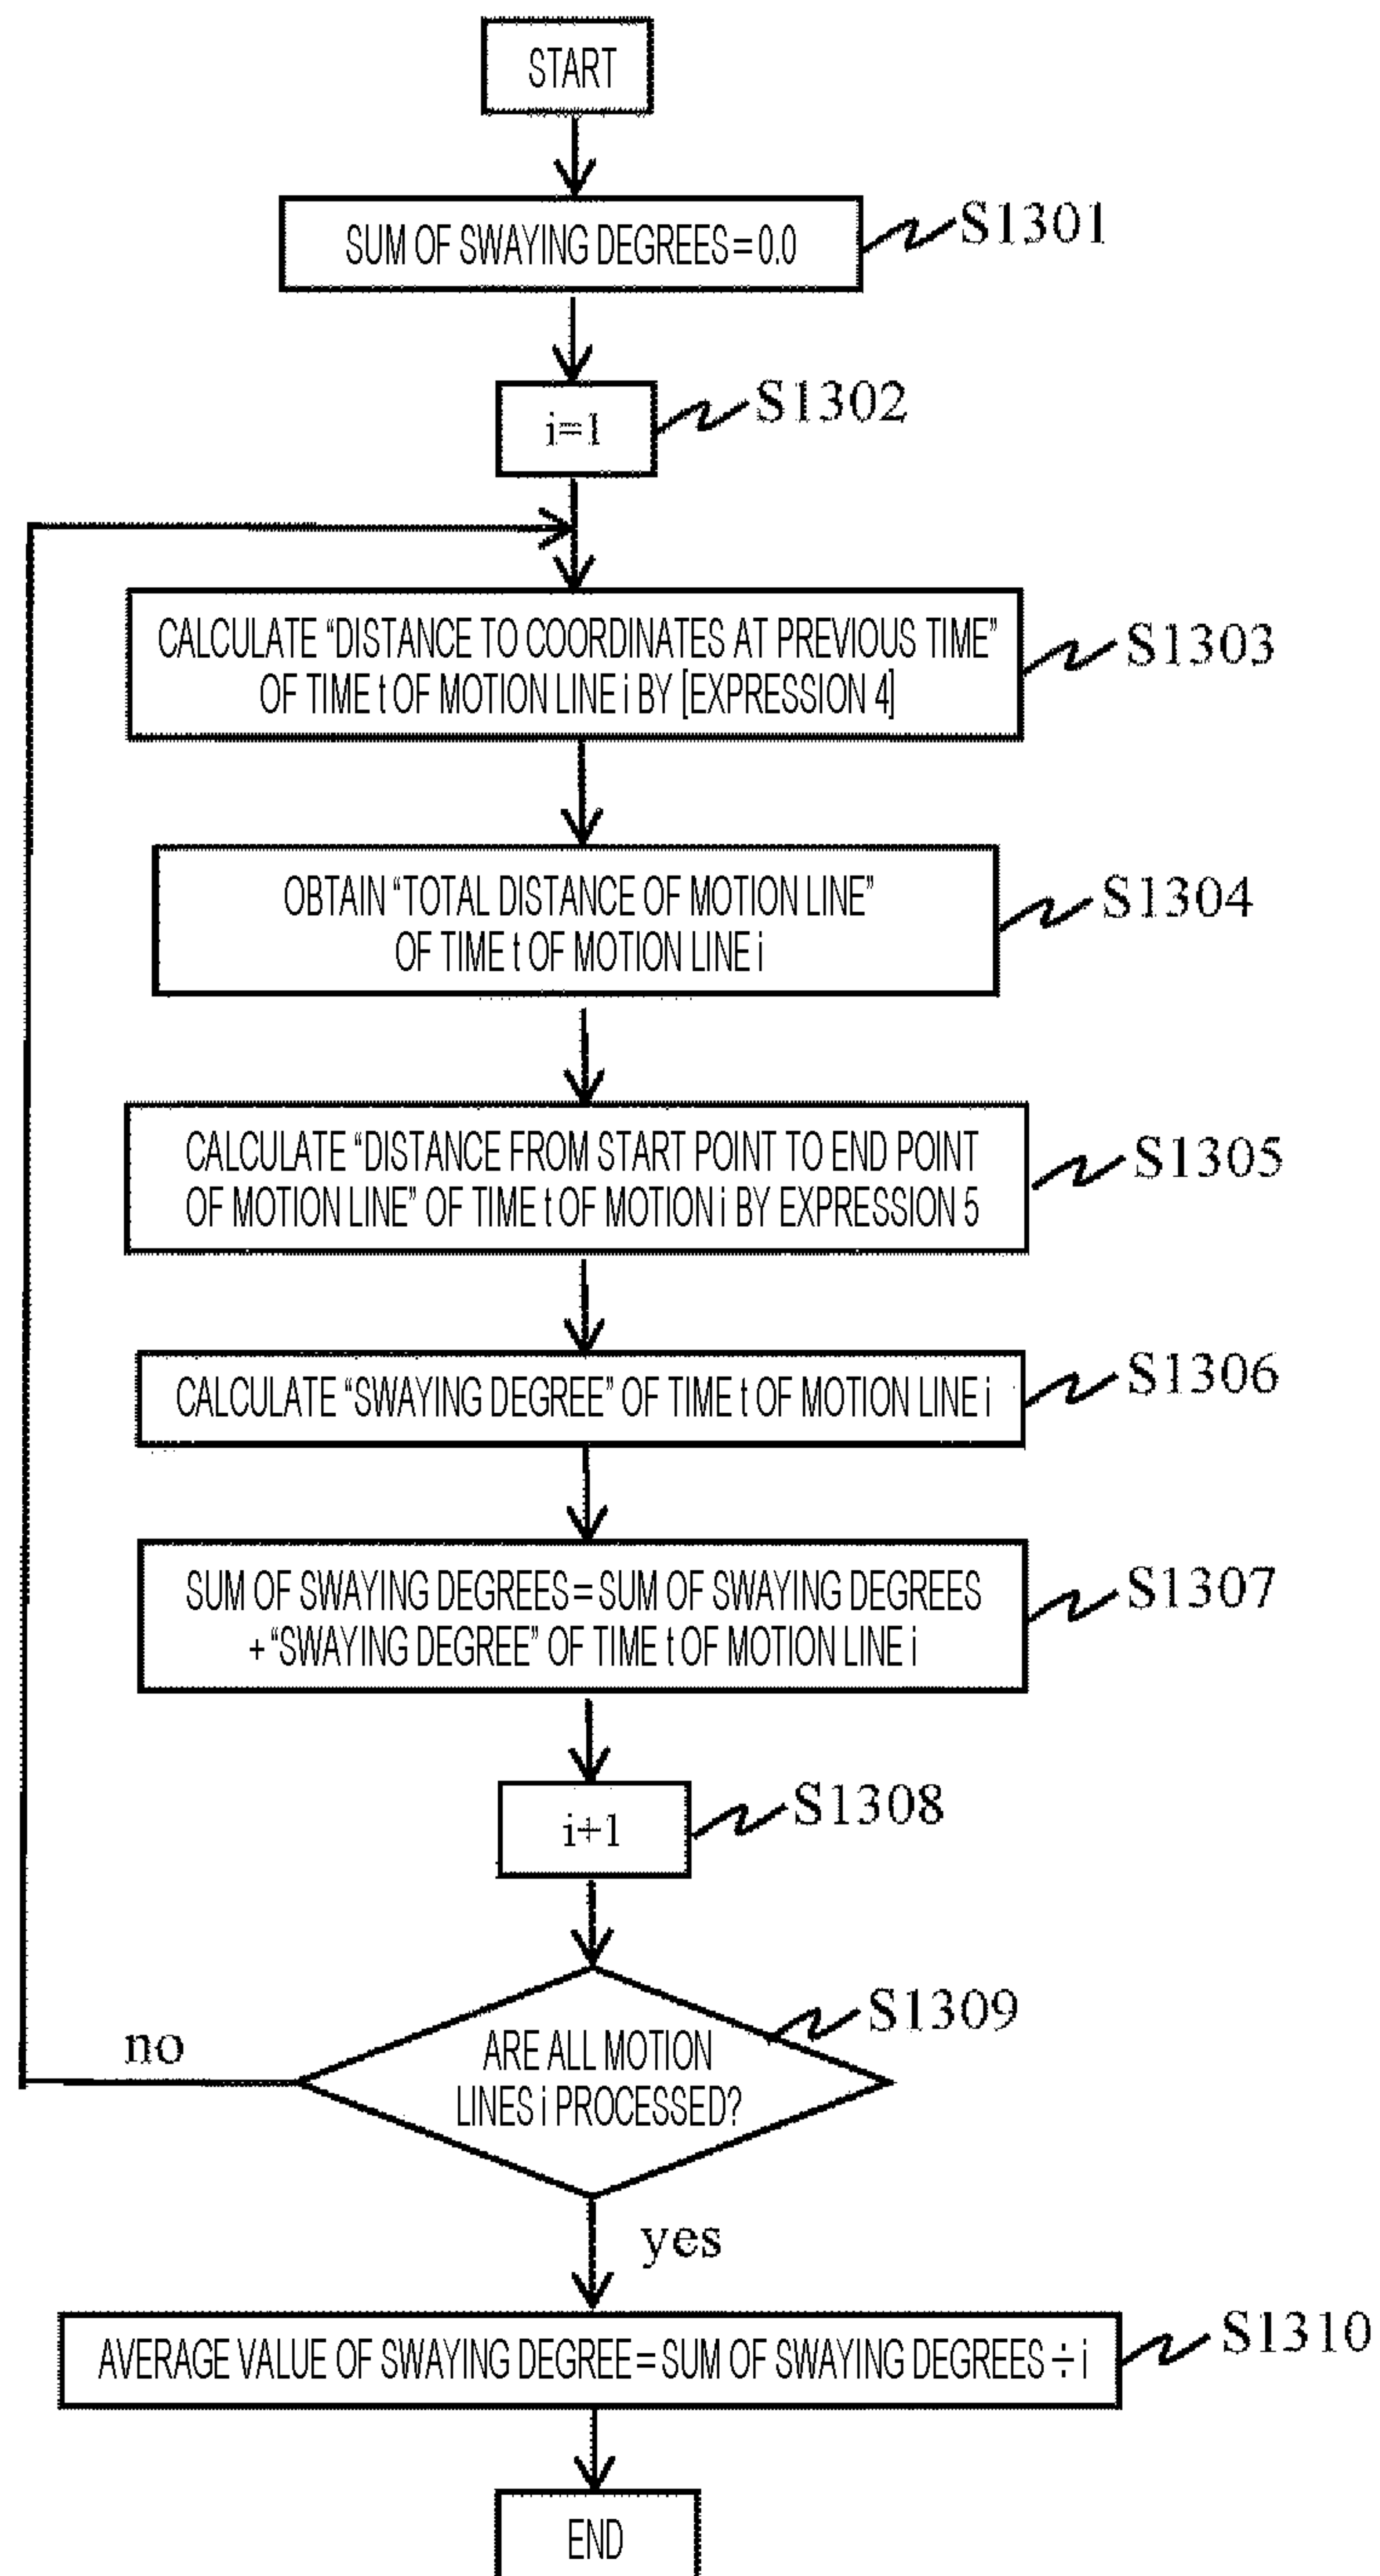 START
SUM OF SWAYING DEGREES = 0.0
S1301
i=1
S1302
CALCULATE “DISTANCE TO COORDINATES AT PREVIOUS TIME”
OF TIME t OF MOTION LINE i BY [EXPRESSION 4]
S1303
OBTAIN “TOTAL DISTANCE OF MOTION LINE”
OF TIME t OF MOTION LINE i
S1304
CALCULATE “DISTANCE FROM START POINT TO END POINT
OF MOTION LINE” OF TIME t OF MOTION i BY EXPRESSION 5
S1305
CALCULATE “SWAYING DEGREE” OF TIME t OF MOTION LINE i
S1306
SUM OF SWAYING DEGREES = SUM OF SWAYING DEGREES
+ “SWAYING DEGREE” OF TIME t OF MOTION LINE i
S1307
i+1
S1308
ARE ALL MOTION
LINES i PROCESSED?
S1309
no
yes
AVERAGE VALUE OF SWAYING DEGREE = SUM OF SWAYING DEGREES ÷ i
S1310
END